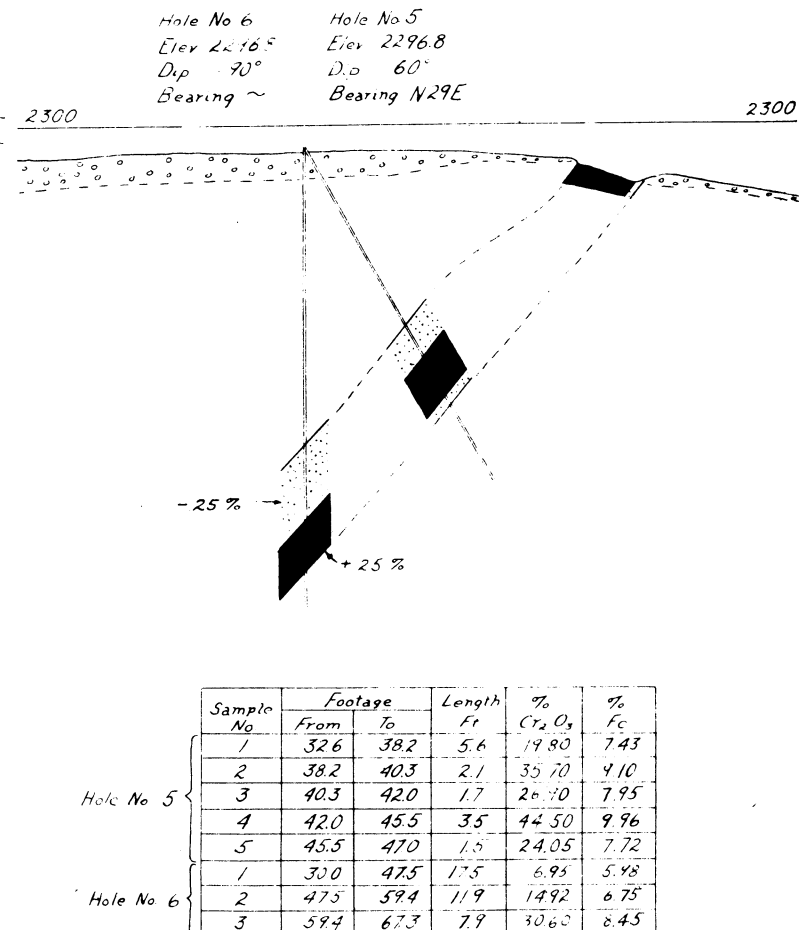 Hole No 6 Hole No 5
Elev Elev 2296.8
Dip 90° Dip 60°
Bearing ~ Bearing N29E
2300 2300
- 25 %
+ 25 %
Sample No Footage Length Ft % Cr2O3 % Fe
From To
Hole No 5
1 32.6 38.2 5.6 19.80 7.43
2 38.2 40.3 2.1 35.70 9.10
3 40.3 42.0 1.7 7.95
4 42.0 45.5 3.5 44.50 9.96
5 45.5 47.0 1.5 24.05 7.72
Hole No. 6
1 30.0 47.5 17.5 6.95 5.48
2 47.5 59.4 11.9 14.92 6.75
3 59.4 67.3 7.9 30.60 8.45